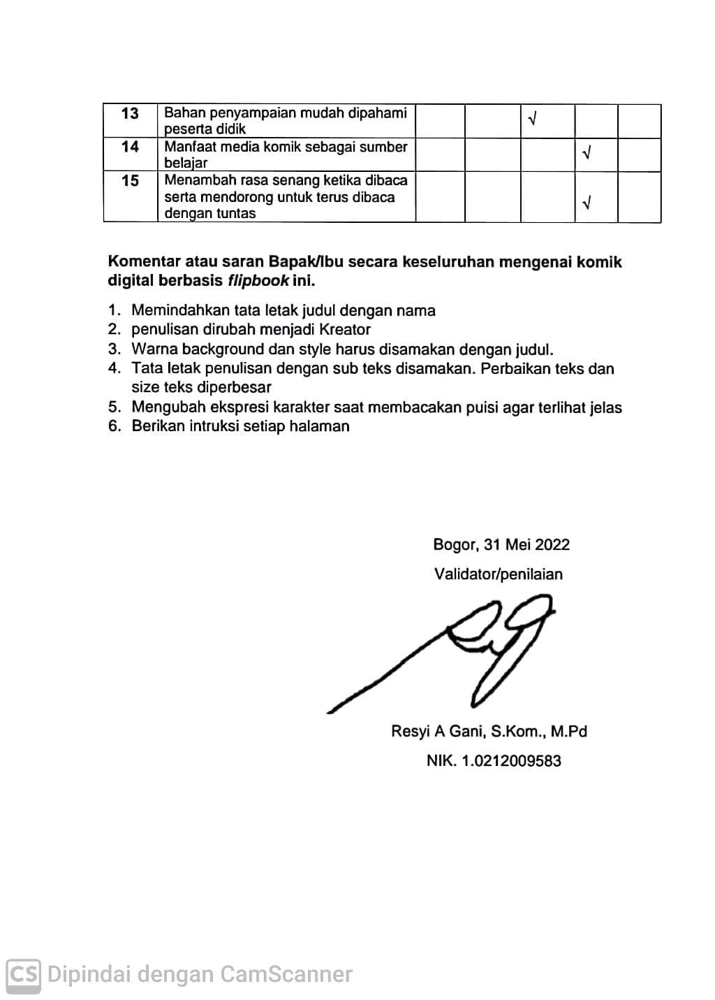 13 Bahan penyampaian mudah dipahami √
peserta didik
14 Manfaat media komik sebagai sumber √
belajar
15 Menambah rasa senang ketika dibaca
serta mendorong untuk terus dibaca √
dengan tuntas
Komentar atau saran Bapak/Ibu secara keseluruhan mengenai komik
digital berbasis flipbook ini.
1. Memindahkan tata letak judul dengan nama
2. penulisan dirubah menjadi Kreator
3. Warna background dan style harus disamakan dengan judul.
4. Tata letak penulisan dengan sub teks disamakan. Perbaikan teks dan
size teks diperbesar
5. Mengubah ekspresi karakter saat membacakan puisi agar terlihat jelas
6. Berikan intruksi setiap halaman
Bogor, 31 Mei 2022
Validator/penilaian
Resyi A Gani, S.Kom., M.Pd
NIK. 1.0212009583
CS Dipindai dengan CamScanner